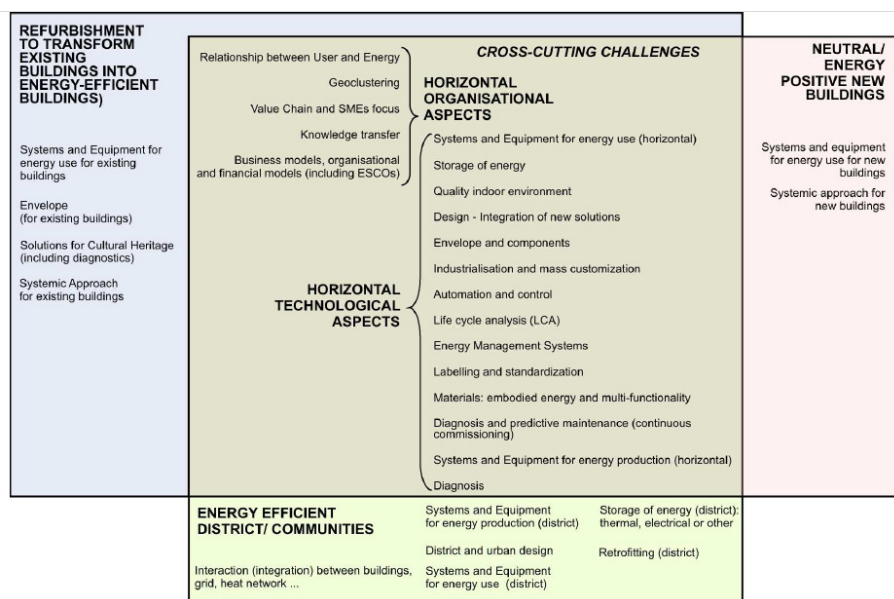 REFURBISHMENT
TO TRANSFORM
EXISTING
BUILDINGS INTO
ENERGY-EFFICIENT
BUILDINGS)
Systems and Equipment for
energy use for existing
buildings
Envelope
(for existing buildings)
Solutions for Cultural Heritage
(including diagnostics)
Systemic Approach
for existing buildings
CROSS-CUTTING CHALLENGES
Relationship between User and Energy
Geoclustering
Value Chain and SMEs focus
Knowledge transfer
Business models, organisational
and financial models (including ESCOs)
HORIZONTAL
ORGANISATIONAL
ASPECTS
HORIZONTAL
TECHNOLOGICAL
ASPECTS
Systems and Equipment for energy use (horizontal)
Storage of energy
Quality indoor environment
Design - Integration of new solutions
Envelope and components
Industrialisation and mass customization
Automation and control
Life cycle analysis (LCA)
Energy Management Systems
Labelling and standardization
Materials: embodied energy and multi-functionality
Diagnosis and predictive maintenance (continuous
commissioning)
Systems and Equipment for energy production (horizontal)
Diagnosis
NEUTRAL/
ENERGY
POSITIVE NEW
BUILDINGS
Systems and equipment
for energy use for new
buildings
Systemic approach for
new buildings
ENERGY EFFICIENT
DISTRICT/ COMMUNITIES
Interaction (integration) between buildings,
grid, heat network ...
Systems and Equipment
for energy production (district)
District and urban design
Systems and Equipment
for energy use (district)
Storage of energy (district):
thermal, electrical or other
Retrofitting (district)